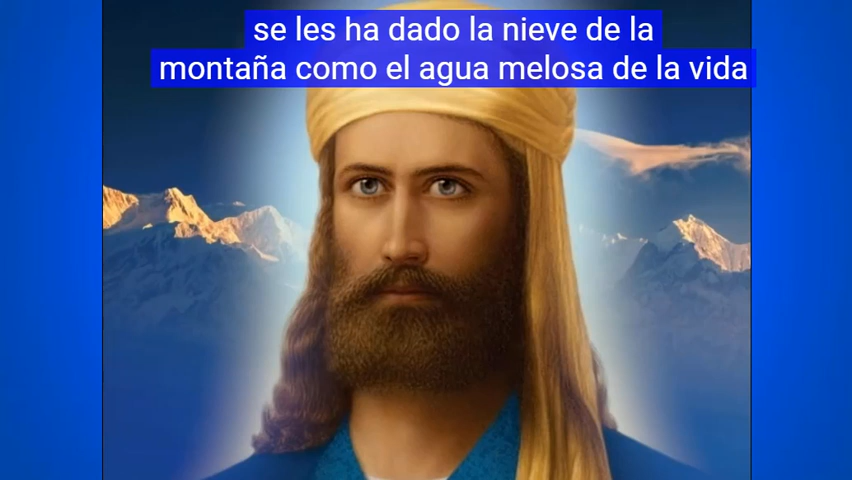 se les ha dado la nieve de la
montaña como el agua melosa de la vida